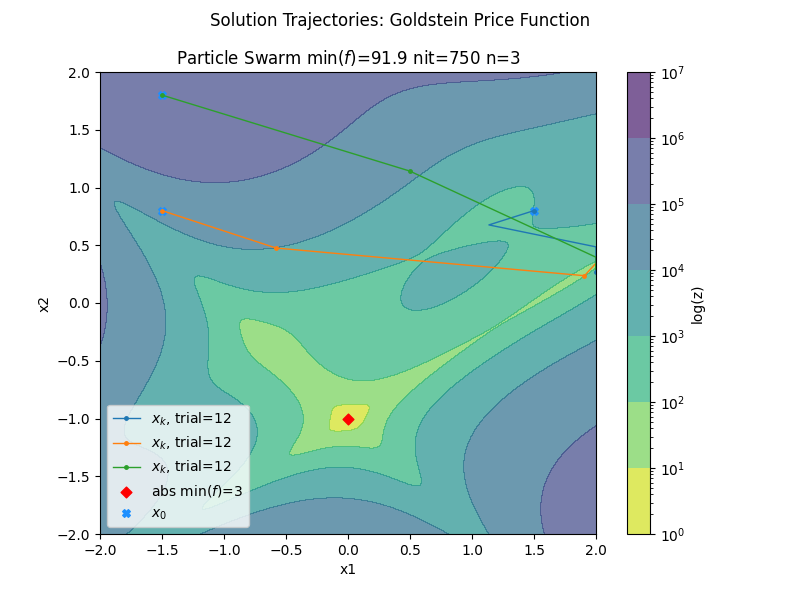 Solution Trajectories: Goldstein Price Function
Particle Swarm min(f)=91.9 nit=750 n=3
2.0
1.5
1.0
0.5
0.0
−0.5
−1.0
−1.5
−2.0
x2
−2.0 −1.5 −1.0 −0.5 0.0 0.5 1.0 1.5 2.0
x1
x_k, trial=12
x_k, trial=12
x_k, trial=12
abs min(f)=3
x_0
10^7
10^6
10^5
10^4
10^3
10^2
10^1
10^0
log(z)